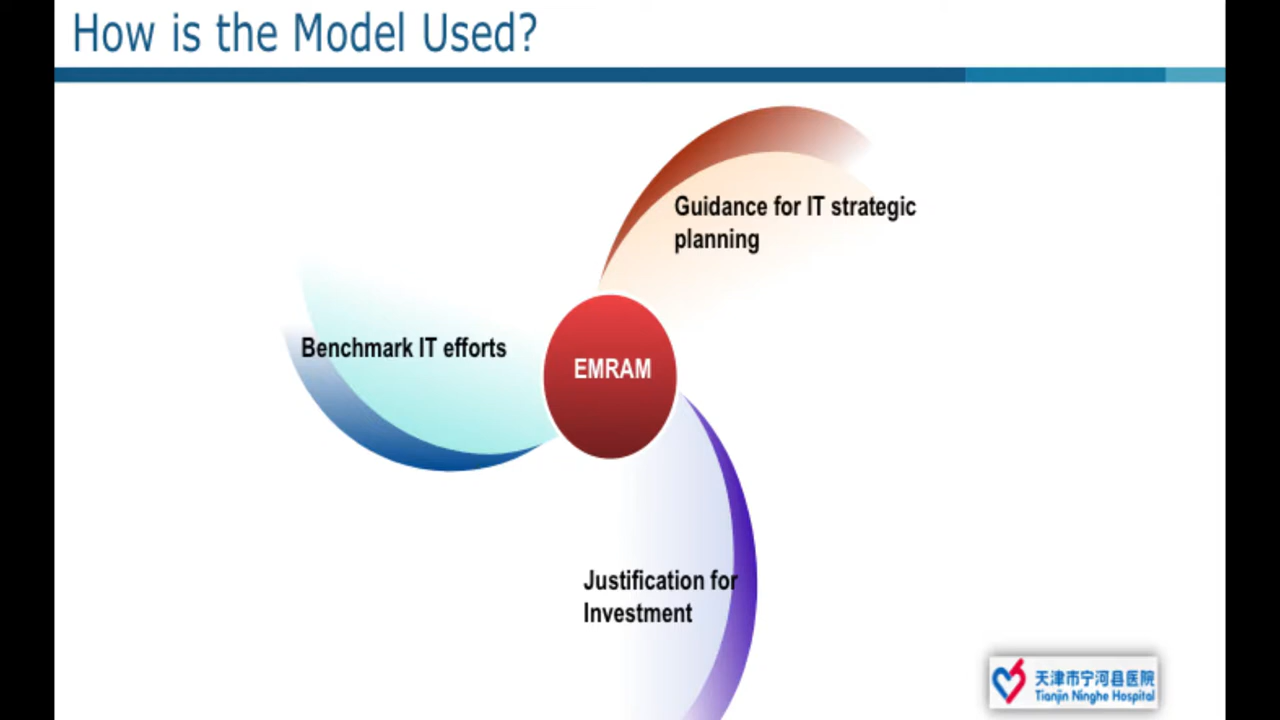 How is the Model Used?
Guidance for IT strategic
planning
Benchmark IT efforts
EMRAM
Justification for
Investment
天津市宁河县医院
Tianjin Ninghe Hospital